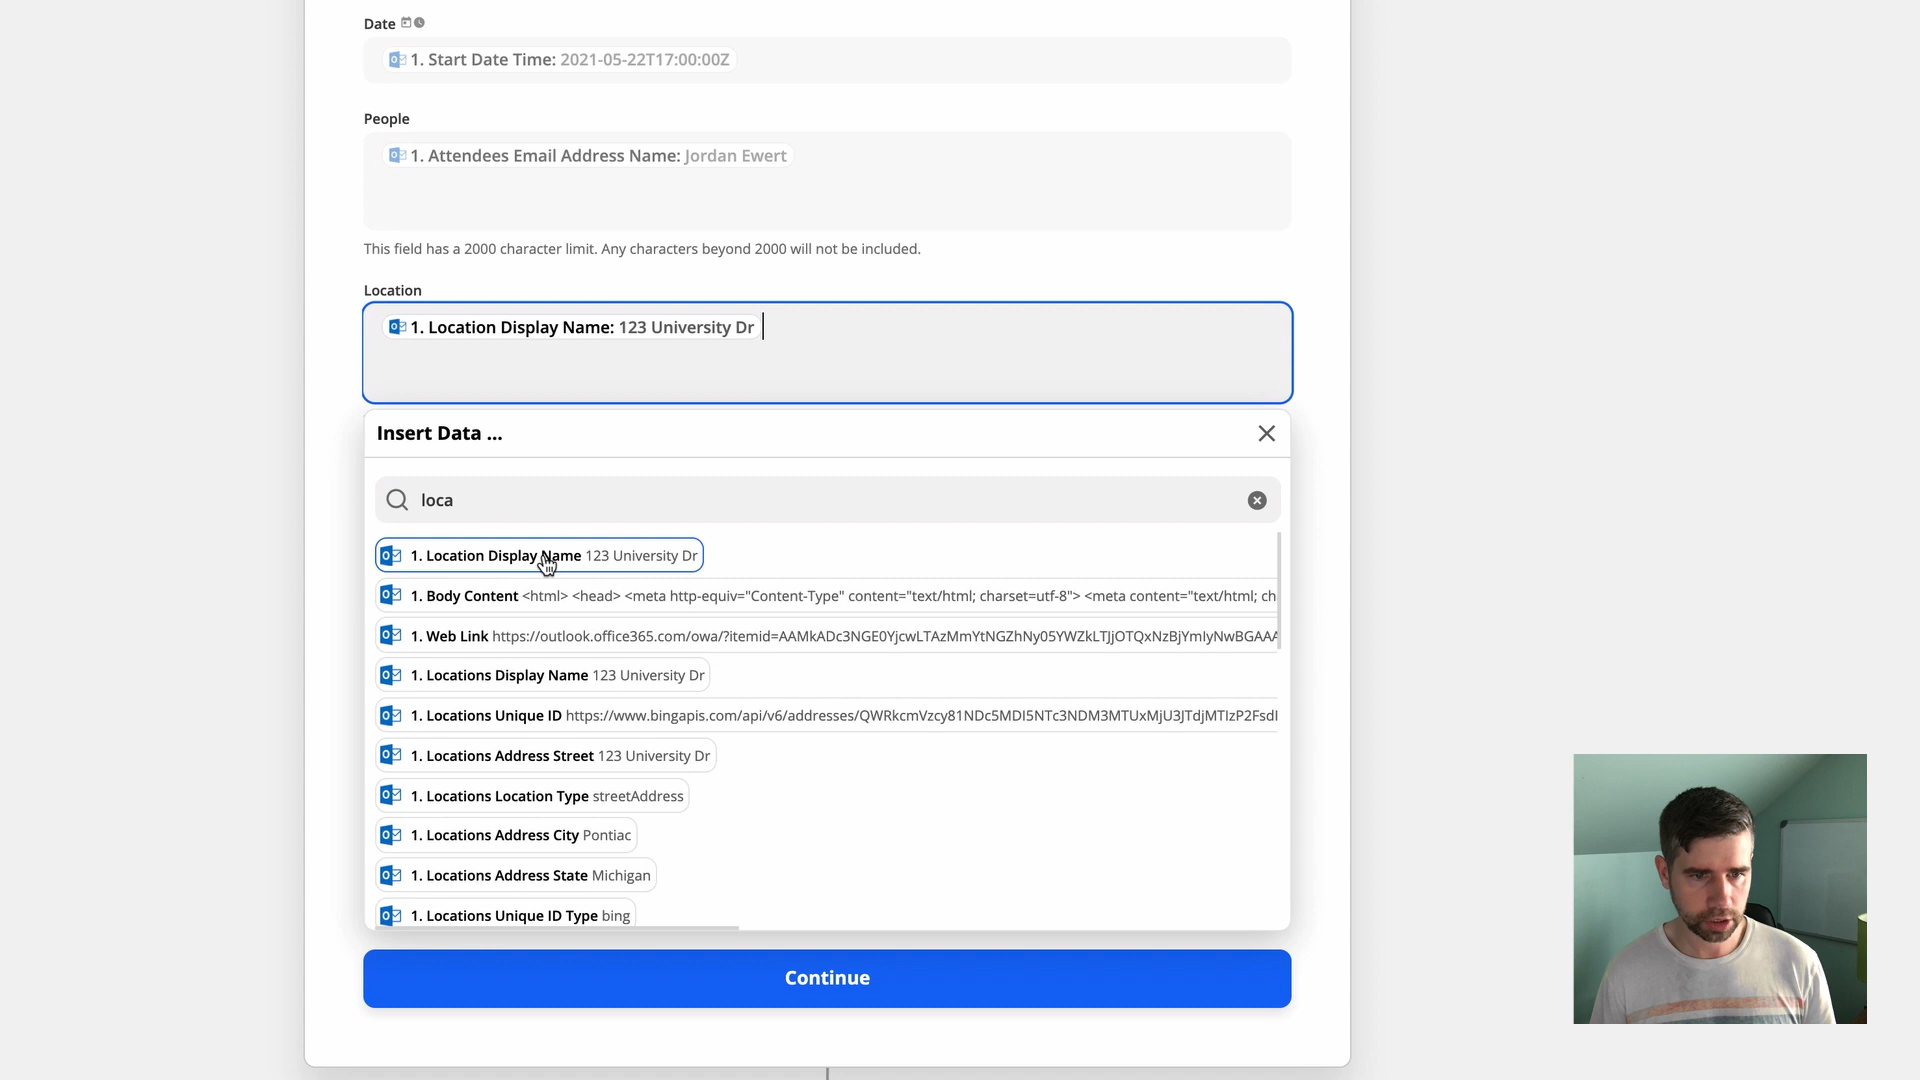 Date
1. Start Date Time: 2021-05-22T17:00:00Z
People
1. Attendees Email Address Name: Jordan Ewert
This field has a 2000 character limit. Any characters beyond 2000 will not be included.
Location
1. Location Display Name: 123 University Dr
Insert Data ...
loca
1. Location Display Name 123 University Dr
1. Body Content <html> <head> <meta http-equiv="Content-Type" content="text/html; charset=utf-8"> <meta content="text/html; ch
1. Web Link https://outlook.office365.com/owa/?itemid=AAMkADc3NGE0YjcwLTAzMmYtNGZhNy05YWZkLTJjOTQxNzBjYmIyNwBGAAA
1. Locations Display Name 123 University Dr
1. Locations Unique ID https://www.bingapis.com/api/v6/addresses/QWRkcmVzcy81NDc5MDI5NTc3NDM3MTUxMjU3JTdjMTIzP2FsdI
1. Locations Address Street 123 University Dr
1. Locations Location Type streetAddress
1. Locations Address City Pontiac
1. Locations Address State Michigan
1. Locations Unique ID Type bing
Continue